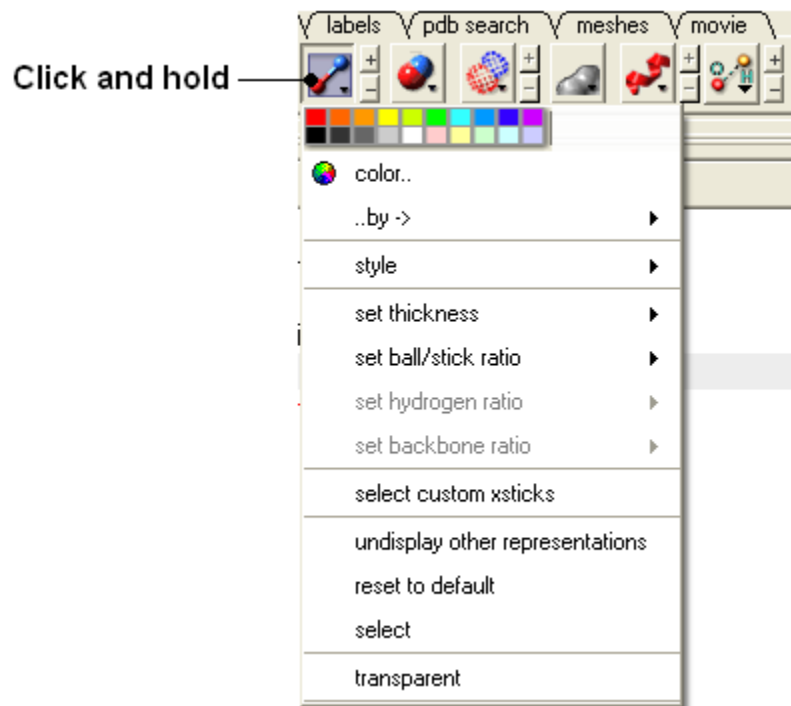 labels pdb search meshes movie
Click and hold
+ + + +
- - - -
H
color..
..by ->
style
set thickness
set ball/stick ratio
set hydrogen ratio
set backbone ratio
select custom xsticks
undisplay other representations
reset to default
select
transparent